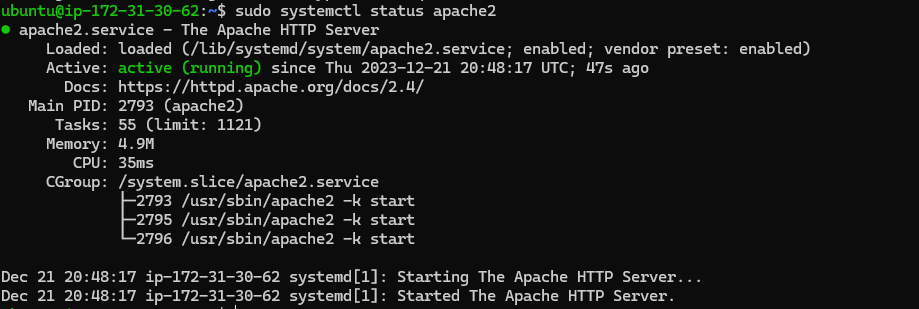 ubuntu@ip-172-31-30-62:~$ sudo systemctl status apache2
● apache2.service - The Apache HTTP Server
     Loaded: loaded (/lib/systemd/system/apache2.service; enabled; vendor preset: enabled)
     Active: active (running) since Thu 2023-12-21 20:48:17 UTC; 47s ago
       Docs: https://httpd.apache.org/docs/2.4/
   Main PID: 2793 (apache2)
      Tasks: 55 (limit: 1121)
     Memory: 4.9M
        CPU: 35ms
     CGroup: /system.slice/apache2.service
             ├─2793 /usr/sbin/apache2 -k start
             ├─2795 /usr/sbin/apache2 -k start
             └─2796 /usr/sbin/apache2 -k start

Dec 21 20:48:17 ip-172-31-30-62 systemd[1]: Starting The Apache HTTP Server...
Dec 21 20:48:17 ip-172-31-30-62 systemd[1]: Started The Apache HTTP Server.